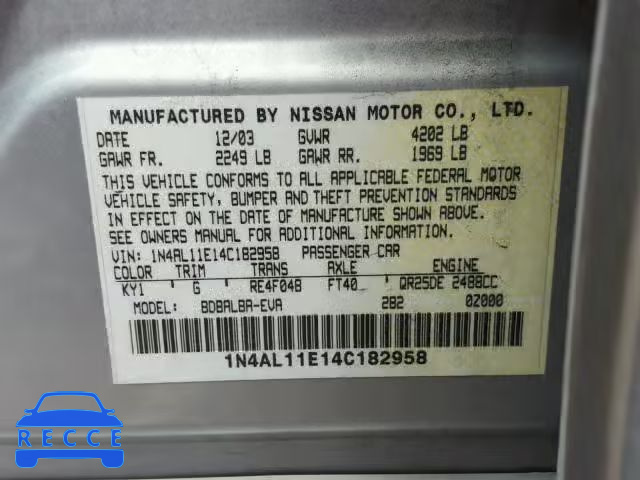 MANUFACTURED BY NISSAN MOTOR CO., LTD.
DATE 12/03 GVWR 4202 LB
GAWR FR. 2249 LB GAWR RR. 1969 LB
THIS VEHICLE CONFORMS TO ALL APPLICABLE FEDERAL MOTOR
VEHICLE SAFETY, BUMPER AND THEFT PREVENTION STANDARDS
IN EFFECT ON THE DATE OF MANUFACTURE SHOWN ABOVE.
SEE OWNERS MANUAL FOR ADDITIONAL INFORMATION.
VIN: 1N4AL11E14C182958 PASSENGER CAR
COLOR TRIM TRANS AXLE ENGINE
KY1 G RE4F04B FT40 QR25DE 2488CC
MODEL: BDBALBA-EVA 2B2 0Z000
1N4AL11E14C182958
RECCE